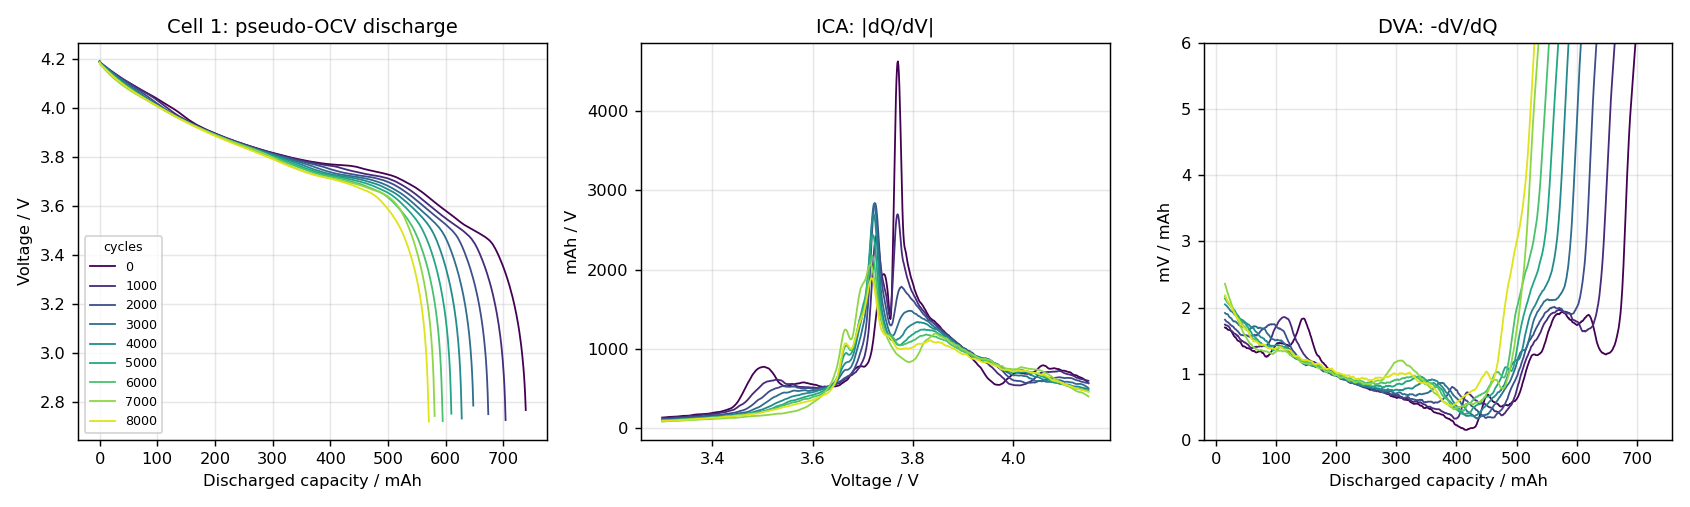 Cell 1: pseudo-OCV discharge
Voltage / V
4.2
4.0
3.8
3.6
3.4
3.2
3.0
2.8
cycles
0
1000
2000
3000
4000
5000
6000
7000
8000
0 100 200 300 400 500 600 700
Discharged capacity / mAh
ICA: |dQ/dV|
mAh / V
4000
3000
2000
1000
0
3.4 3.6 3.8 4.0
Voltage / V
DVA: -dV/dQ
mV / mAh
6
5
4
3
2
1
0
0 100 200 300 400 500 600 700
Discharged capacity / mAh